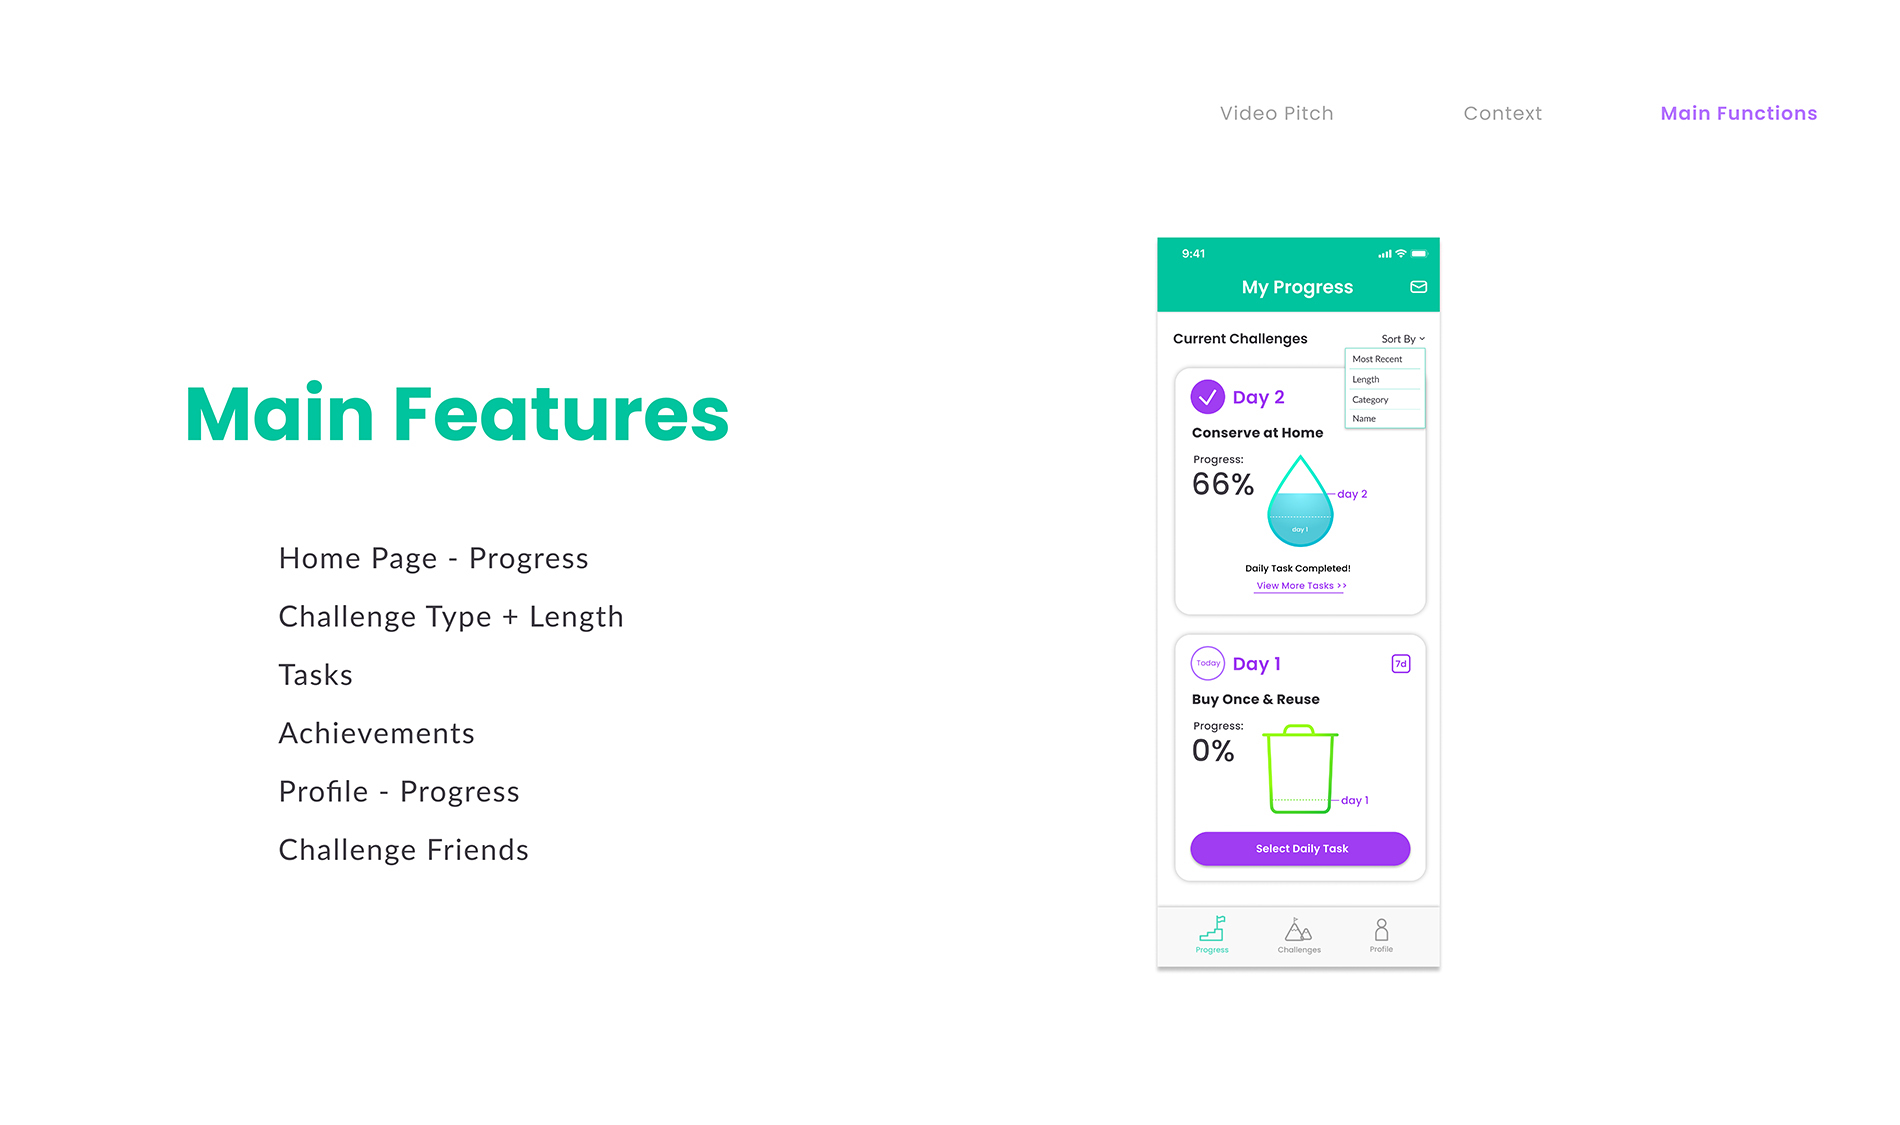 Video Pitch
Context
Main Functions
Main Features
Home Page - Progress
Challenge Type + Length
Tasks
Achievements
Profile - Progress
Challenge Friends
9:41
My Progress
Current Challenges
Sort By
Most Recent
Length
Category
Name
Day 2
Conserve at Home
Progress:
66%
day 2
day 1
Daily Task Completed!
View More Tasks >>
Today
Day 1
7d
Buy Once & Reuse
Progress:
0%
day 1
Select Daily Task
Progress
Challenges
Profile